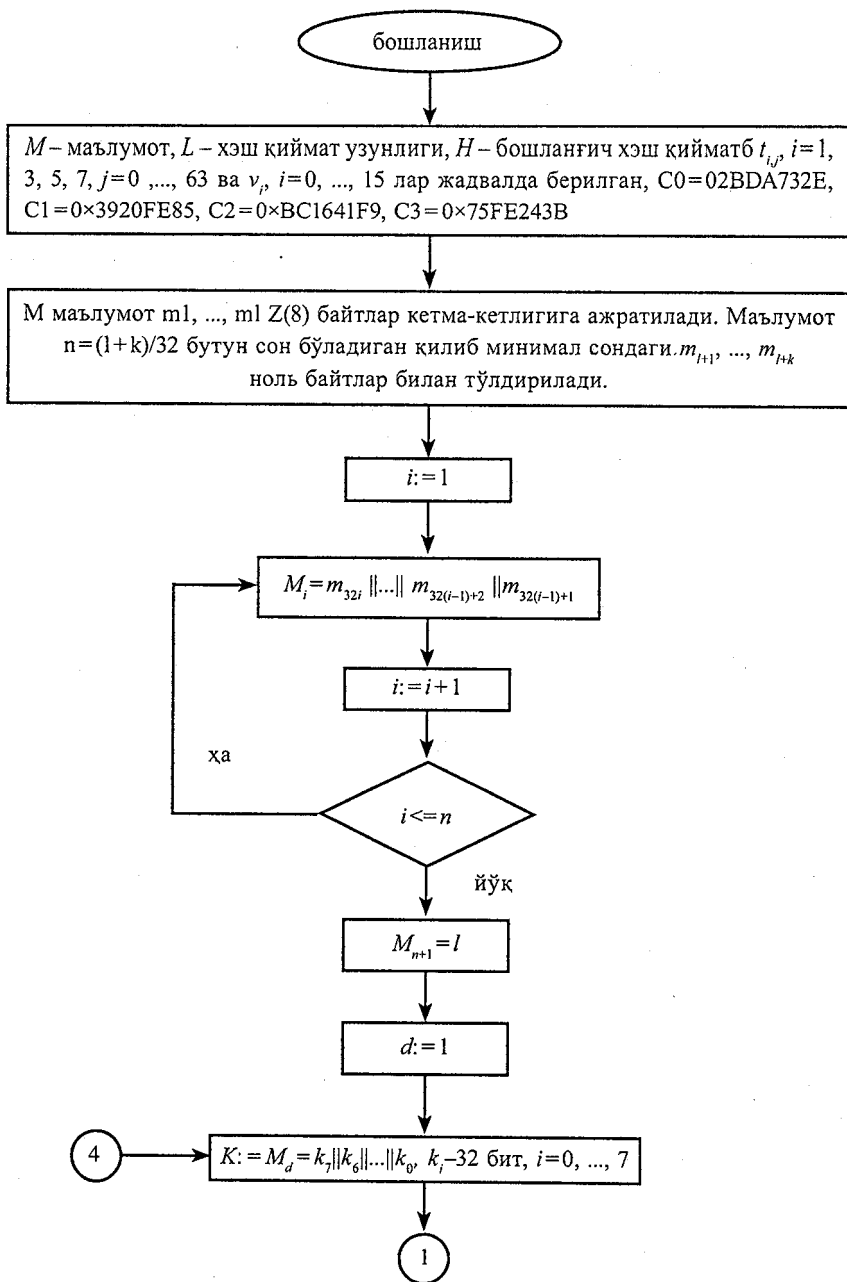 бошланиш
M – маълумот, L – хэш қиймат узунлиги, H – бошланғич хэш қийматб t_{i,j}, i=1,
3, 5, 7, j=0 ,..., 63 ва v_i, i=0, ..., 15 лар жадвалда берилган, C0=02BDA732E,
C1=0×3920FE85, C2=0×BC1641F9, C3=0×75FE243B
M маълумот m1, ..., ml Z(8) байтлар кетма-кетлигига ажратилади. Маълумот
n=(l+k)/32 бутун сон бўладиган қилиб минимал сондаги m_{l+1}, ..., m_{l+k}
ноль байтлар билан тўлдирилади.
i:=1
M_i=m_{32i} ||...|| m_{32(i–1)+2} ||m_{32(i–1)+1}
i:=i+1
ҳа
i<=n
йўқ
M_{n+1}=l
d:=1
4
K:=M_d=k_7||k_6||...||k_0, k_i–32 бит, i=0, ..., 7
1